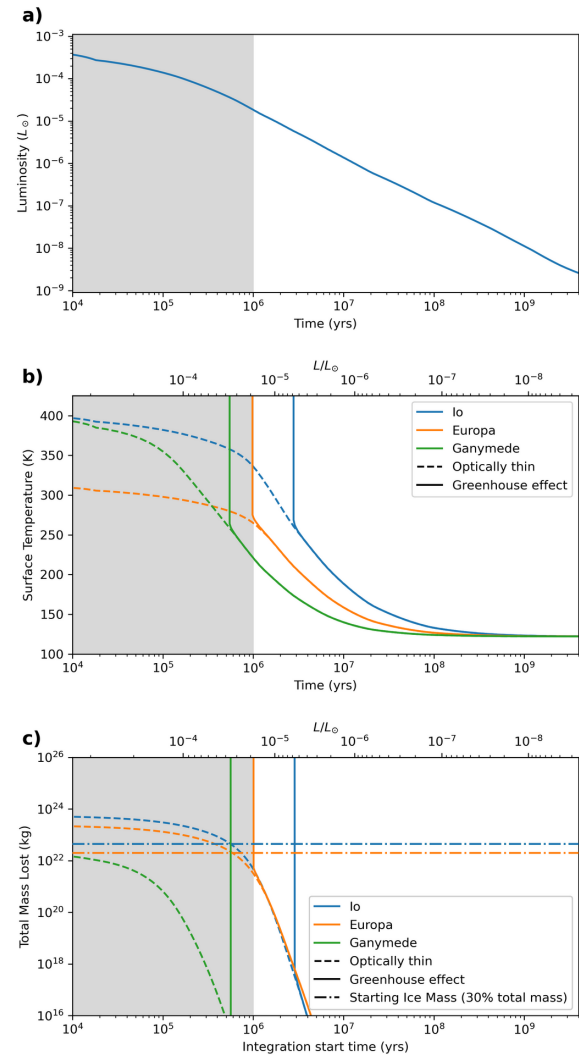 a)
10⁻³
10⁻⁴
10⁻⁵
10⁻⁶
10⁻⁷
10⁻⁸
10⁻⁹
Luminosity (L☉)
10⁴ 10⁵ 10⁶ 10⁷ 10⁸ 10⁹
Time (yrs)
b)
L/L☉
10⁻⁴ 10⁻⁵ 10⁻⁶ 10⁻⁷ 10⁻⁸
400
350
300
250
200
150
100
Surface Temperature (K)
Io
Europa
Ganymede
Optically thin
Greenhouse effect
10⁴ 10⁵ 10⁶ 10⁷ 10⁸ 10⁹
Time (yrs)
c)
L/L☉
10⁻⁴ 10⁻⁵ 10⁻⁶ 10⁻⁷ 10⁻⁸
10²⁶
10²⁴
10²²
10²⁰
10¹⁸
10¹⁶
Total Mass Lost (kg)
Io
Europa
Ganymede
Optically thin
Greenhouse effect
Starting Ice Mass (30% total mass)
10⁴ 10⁵ 10⁶ 10⁷ 10⁸ 10⁹
Integration start time (yrs)